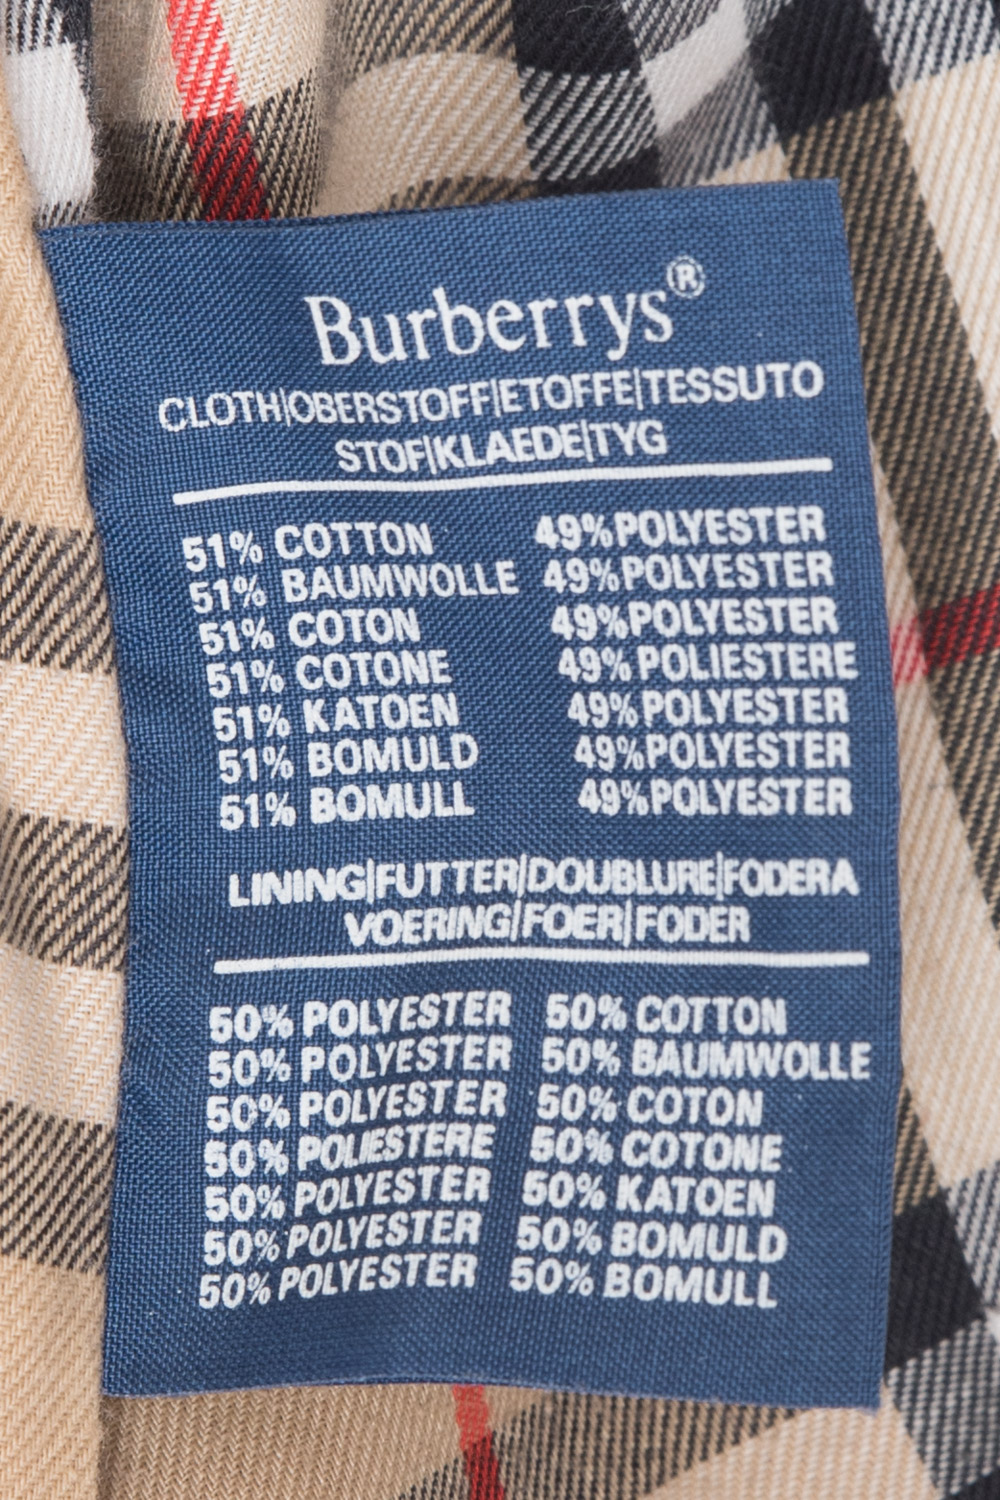 Burberrys®
CLOTH|OBERSTOFF|ETOFFE|TESSUTO
STOF|KLAEDE|TYG
51% COTTON 49% POLYESTER
51% BAUMWOLLE 49% POLYESTER
51% COTON 49% POLYESTER
51% COTONE 49% POLIESTERE
51% KATOEN 49% POLYESTER
51% BOMULD 49% POLYESTER
51% BOMULL 49% POLYESTER
LINING|FUTTER|DOUBLURE|FODERA
VOERING|FOER|FODER
50% POLYESTER 50% COTTON
50% POLYESTER 50% BAUMWOLLE
50% POLYESTER 50% COTON
50% POLIESTERE 50% COTONE
50% POLYESTER 50% KATOEN
50% POLYESTER 50% BOMULD
50% POLYESTER 50% BOMULL